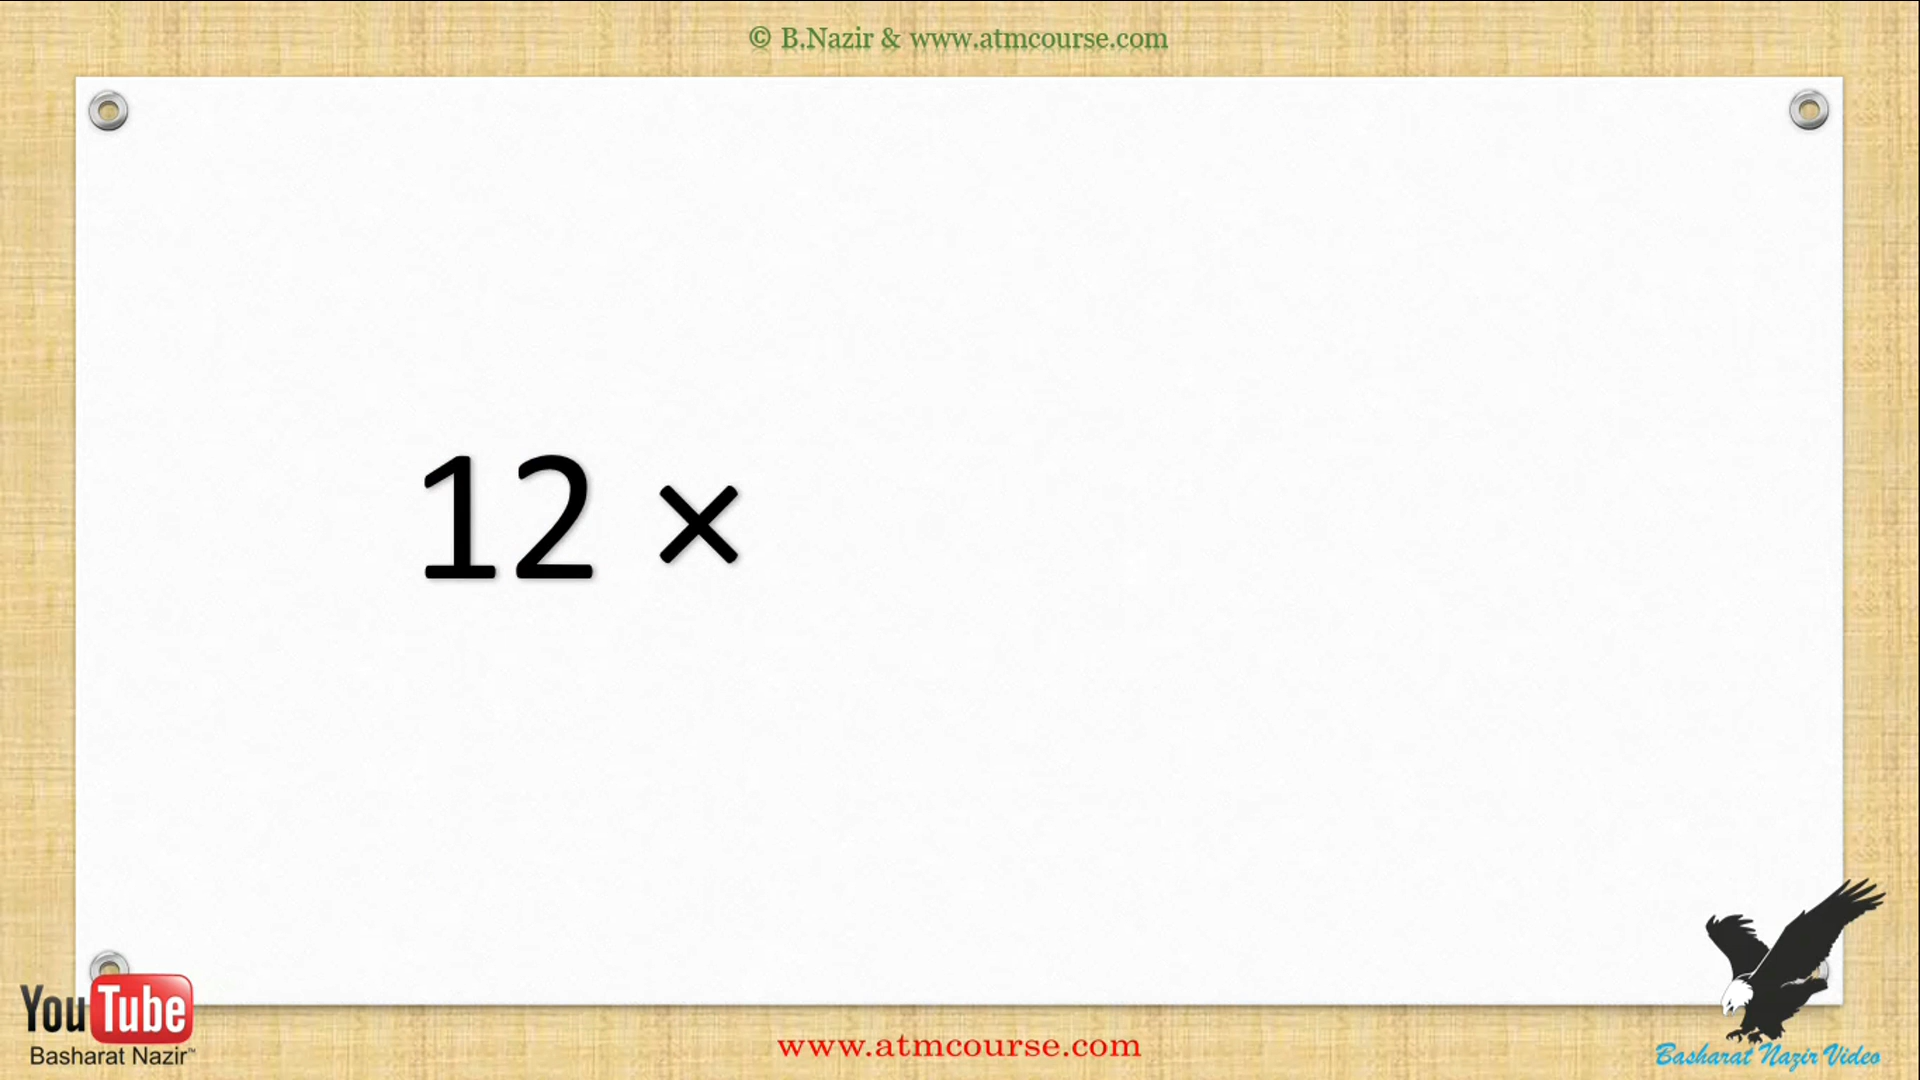 © B.Nazir & www.atmcourse.com
12 ×
YouTube
Basharat Nazir™
www.atmcourse.com
Basharat Nazir Video